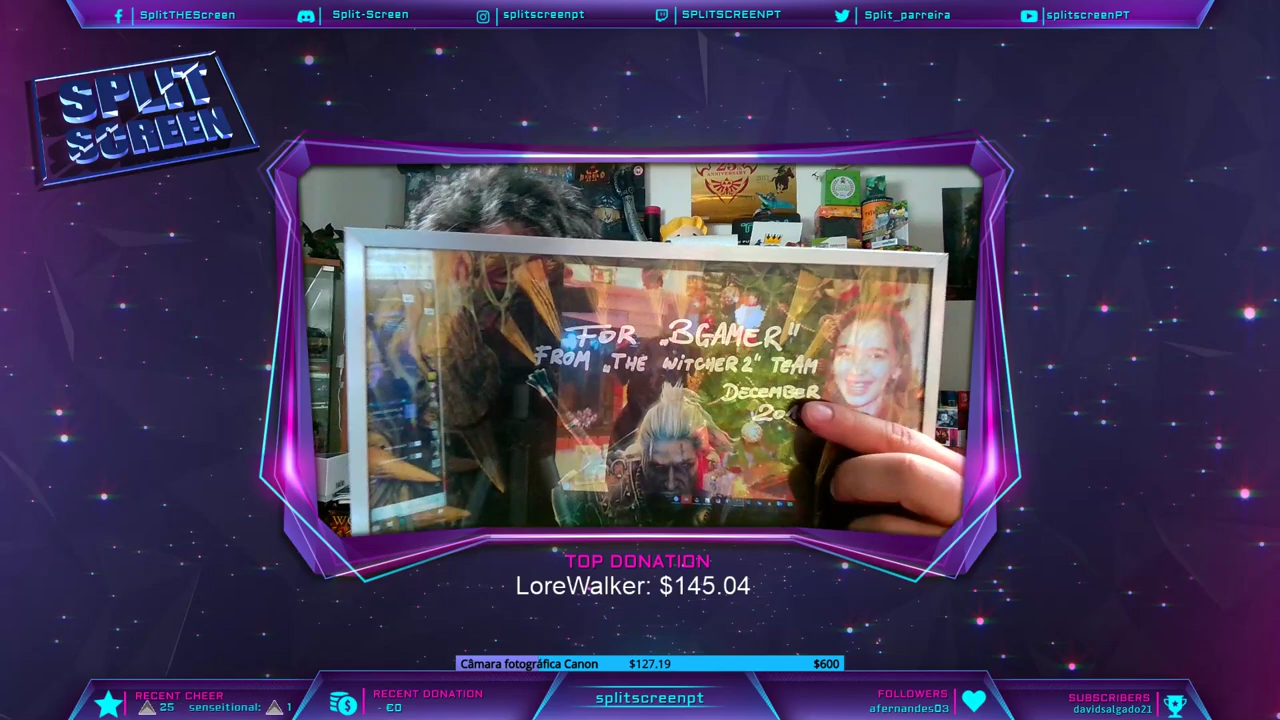 SplitTHEScreen
Split-Screen
splitscreenpt
SPLITSCREENPT
Split_parreira
splitscreenPT
SPLIT
SCREEN
ANNIVERSARY
„FOR „BGAMER"
FROM „THE WITCHER 2" TEAM
DECEMBER
TOP DONATION
LoreWalker: $145.04
Câmara fotográfica Canon $127.19 $600
RECENT CHEER
25 senseitional: 1
RECENT DONATION
- €0
splitscreenpt
FOLLOWERS
afernandes03
SUBSCRIBERS
davidsalgado21